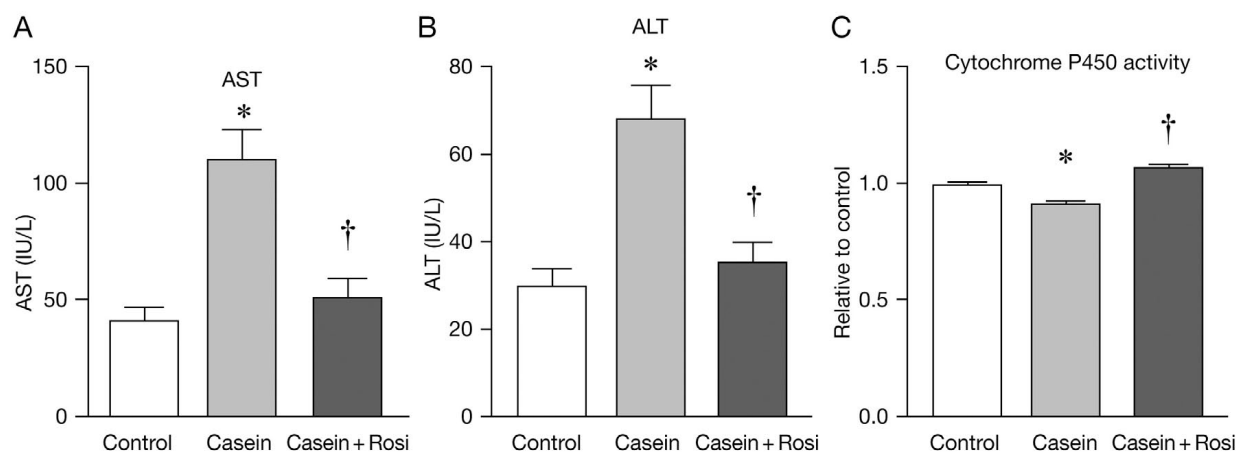 A
AST
AST (IU/L)
150
100
50
0
*
†
Control
Casein
Casein + Rosi
B
ALT
ALT (IU/L)
80
60
40
20
0
*
†
Control
Casein
Casein + Rosi
C
Cytochrome P450 activity
Relative to control
1.5
1.0
0.5
0.0
*
†
Control
Casein
Casein + Rosi